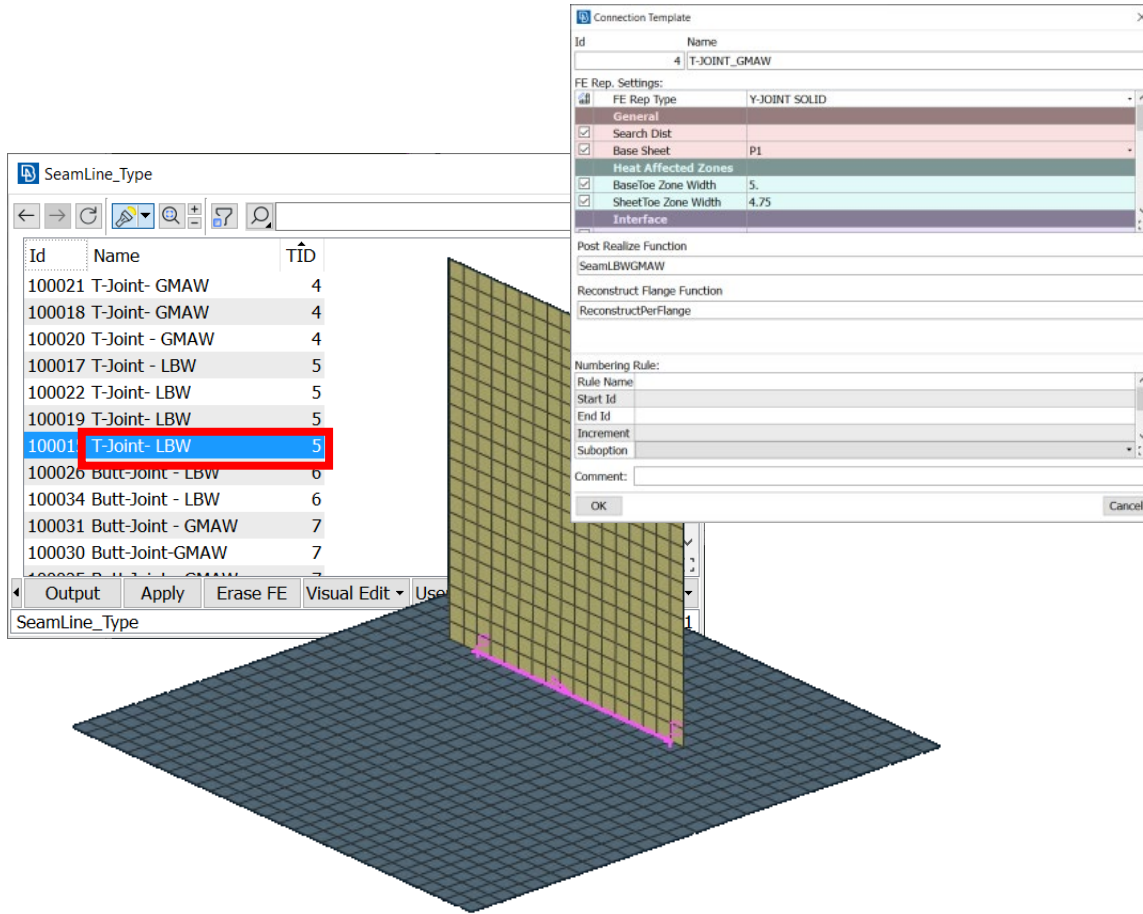 Connection Template
Id Name
4 T-JOINT_GMAW
FE Rep. Settings:
FE Rep Type Y-JOINT SOLID
General
Search Dist
Base Sheet P1
Heat Affected Zones
BaseToe Zone Width 5.
SheetToe Zone Width 4.75
Interface
Post Realize Function
SeamLBWGMAW
Reconstruct Flange Function
ReconstructPerFlange
Numbering Rule:
Rule Name
Start Id
End Id
Increment
Suboption
Comment:
OK Cancel
SeamLine_Type
Id Name TID
100021 T-Joint- GMAW 4
100018 T-Joint- GMAW 4
100020 T-Joint - GMAW 4
100017 T-Joint - LBW 5
100022 T-Joint- LBW 5
100019 T-Joint- LBW 5
T-Joint- LBW 5
100026 Butt-Joint - LBW 6
100034 Butt-Joint - LBW 6
100031 Butt-Joint - GMAW 7
100030 Butt-Joint-GMAW 7
Output Apply Erase FE Visual Edit Use
SeamLine_Type 1